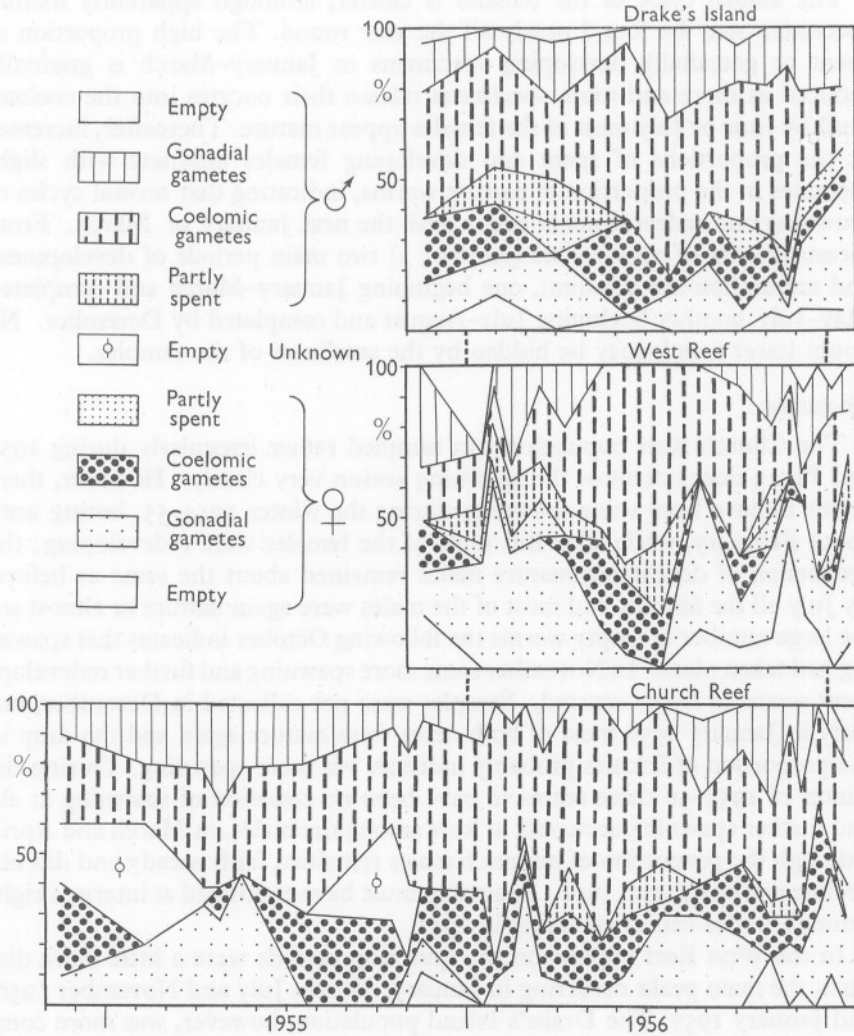 Drake's Island
100
%
50
Empty
Gonadial
gametes
Coelomic
gametes
Partly
spent
Empty Unknown
Partly
spent
Coelomic
gametes
Gonadial
gametes
Empty
♂
♀
West Reef
100
%
50
Church Reef
100
%
50
1955
1956